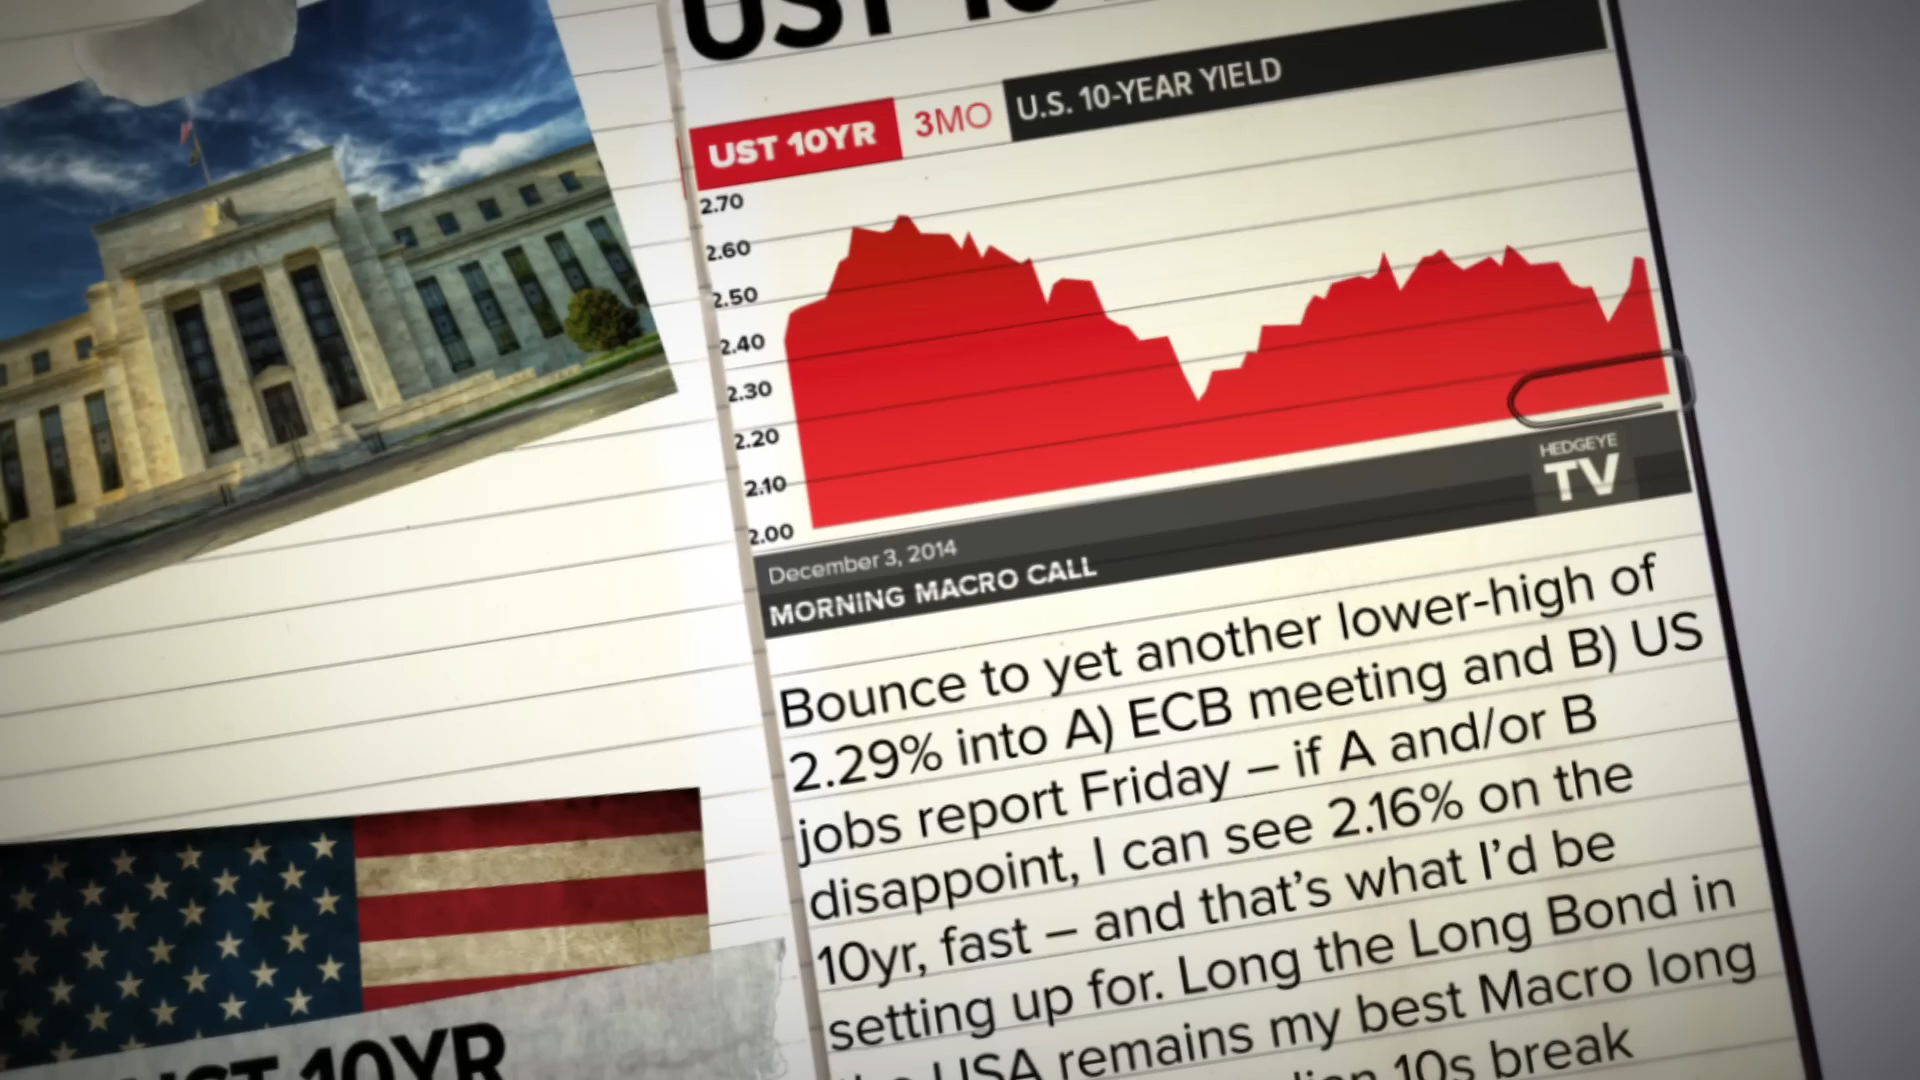 UST 10
UST 10YR 3MO U.S. 10-YEAR YIELD
2.70
2.60
2.50
2.40
2.30
2.20
2.10
2.00
HEDGEYE
TV
December 3, 2014
MORNING MACRO CALL
Bounce to yet another lower-high of
2.29% into A) ECB meeting and B) US
jobs report Friday – if A and/or B
disappoint, I can see 2.16% on the
10yr, fast – and that's what I'd be
setting up for. Long the Long Bond in
USA remains my best Macro long
10s break
UST 10YR